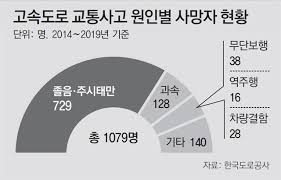 고속도로 교통사고 원인별 사망자 현황
단위: 명, 2014~2019년 기준
졸음·주시태만
729
과속
128
무단보행
38
역주행
16
차량결함
28
기타 140
총 1079명
자료: 한국도로공사